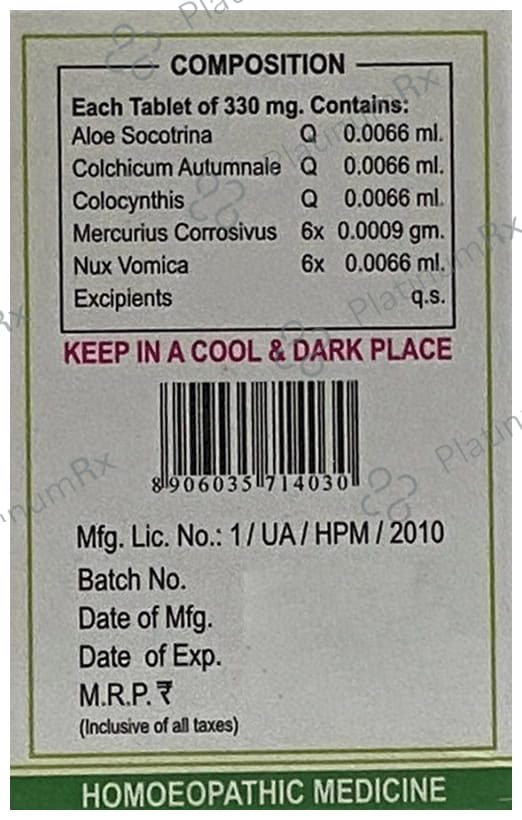 COMPOSITION
Each Tablet of 330 mg. Contains:
Aloe Socotrina Q 0.0066 ml.
Colchicum Autumnale Q 0.0066 ml.
Colocynthis Q 0.0066 ml.
Mercurius Corrosivus 6x 0.0009 gm.
Nux Vomica 6x 0.0066 ml.
Excipients q.s.
KEEP IN A COOL & DARK PLACE
8 906035 714030
Mfg. Lic. No.: 1 / UA / HPM / 2010
Batch No.
Date of Mfg.
Date of Exp.
M.R.P. ₹
(Inclusive of all taxes)
HOMOEOPATHIC MEDICINE
PlatinumRx